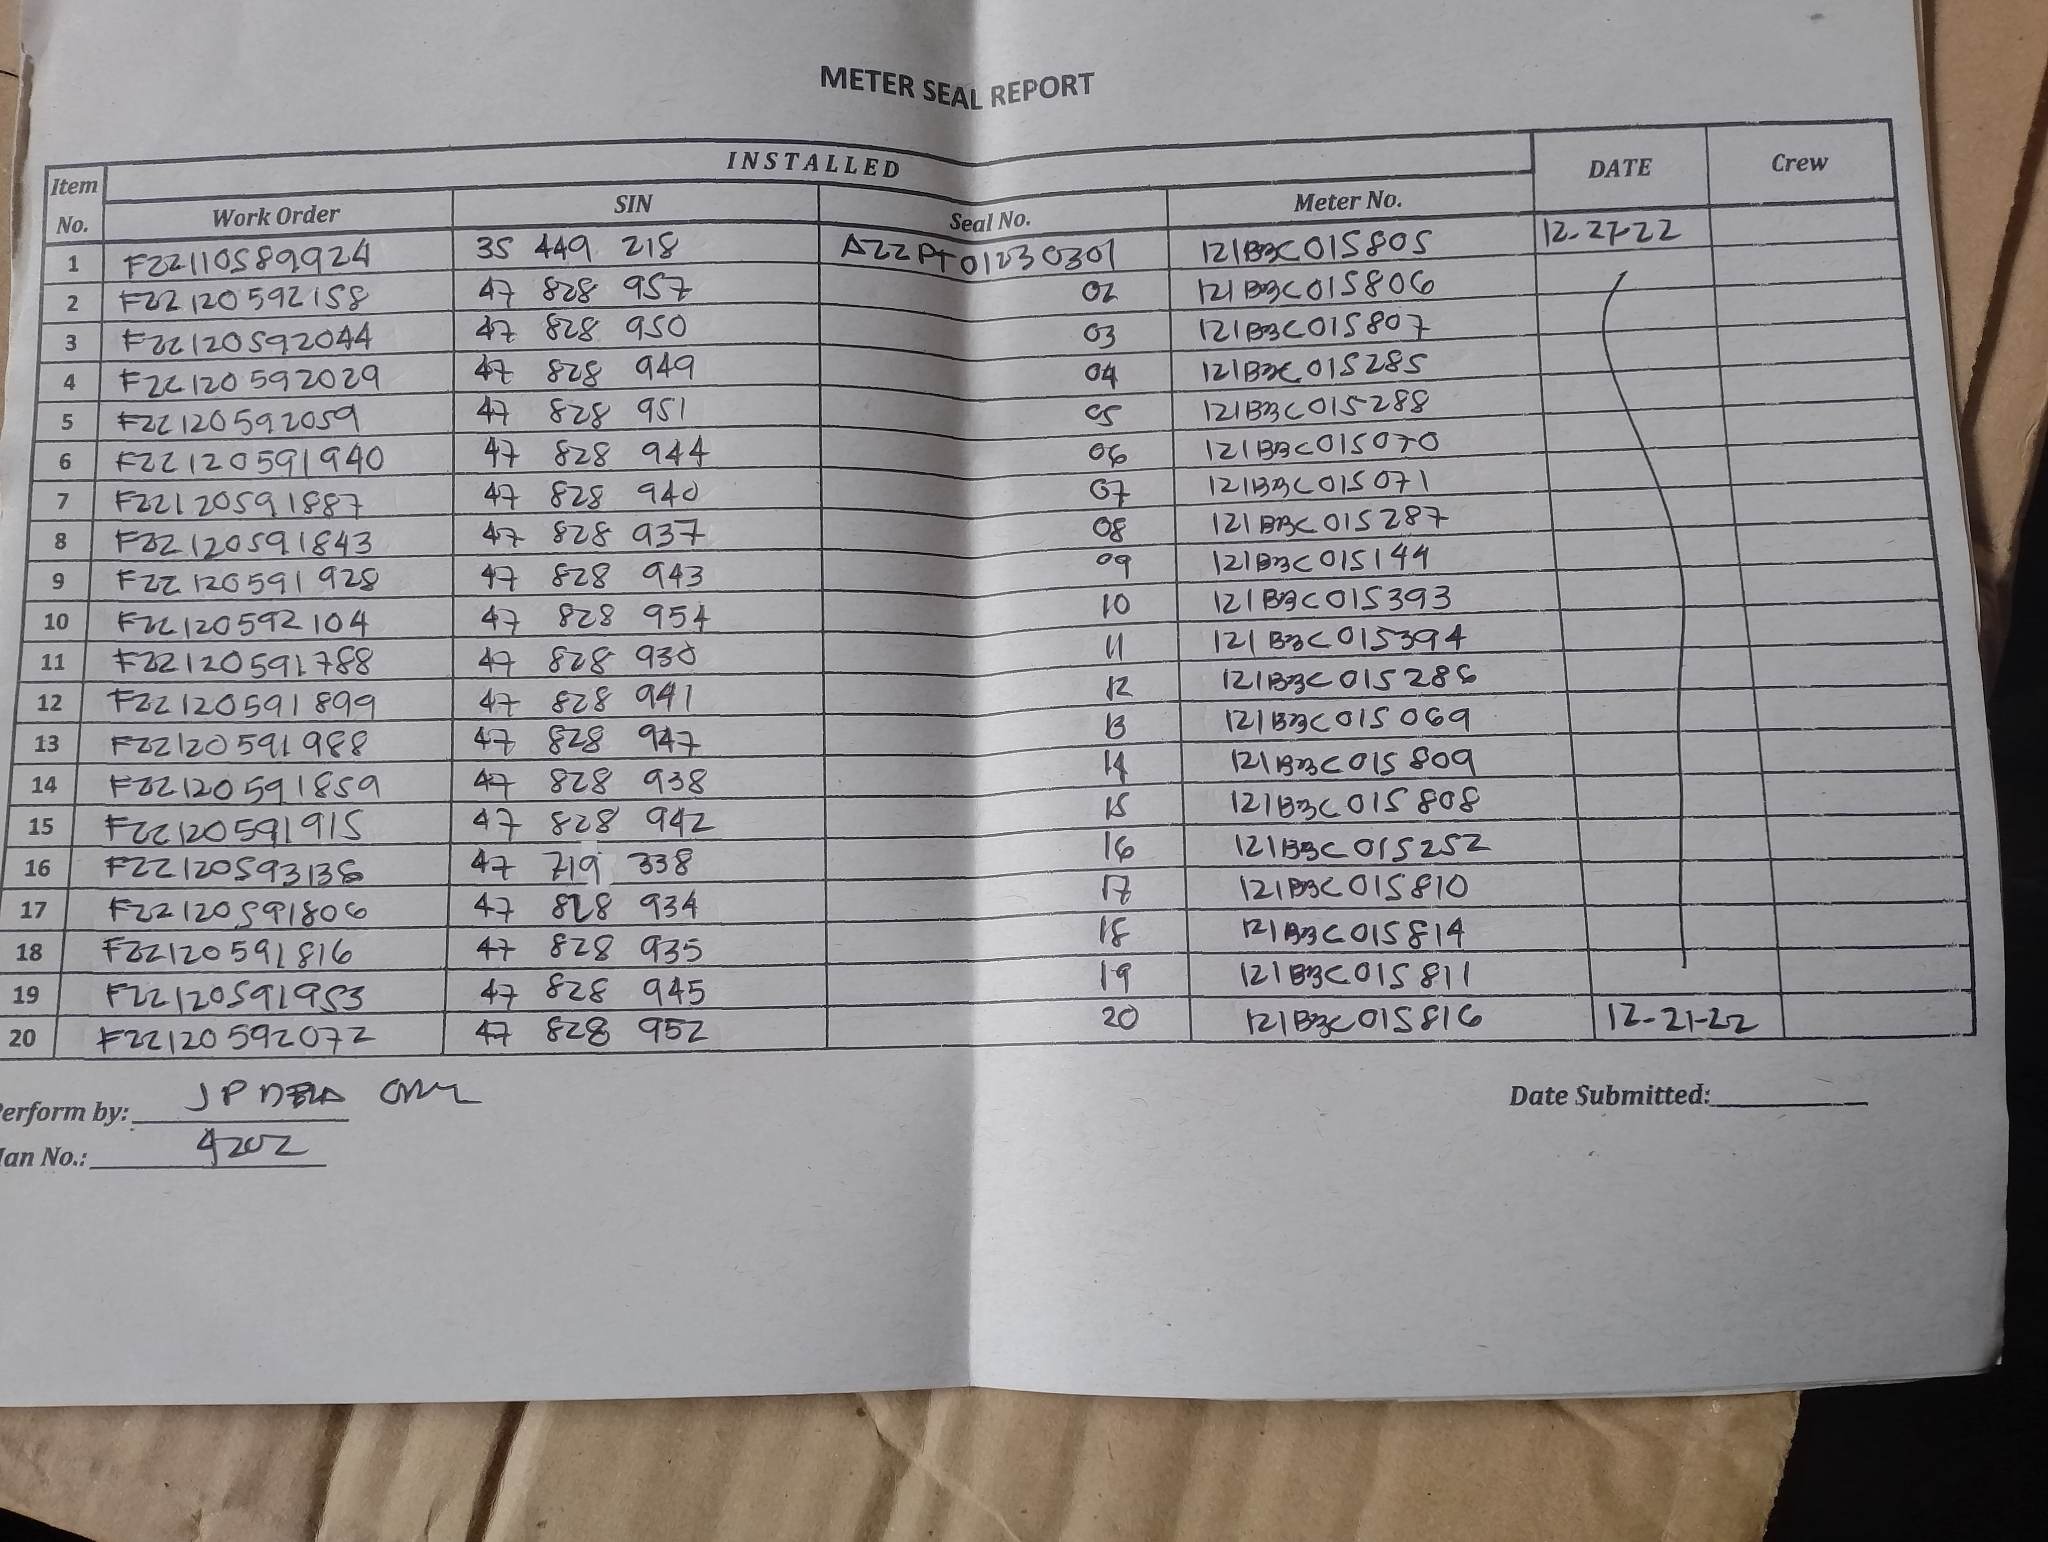 METER SEAL REPORT
INSTALLED DATE Crew
Item No. Work Order SIN Seal No. Meter No.
1 F22110589924 35 449 218 A22PT01230301 121B3C015805 12-27-22
2 F22120592158 47 828 957 02 121B3C015806
3 F22120592044 47 828 950 03 121B3C015807
4 F22120592029 47 828 949 04 121B3C015285
5 F22120592059 47 828 951 05 121B3C015288
6 F22120591940 47 828 944 06 121B3C015070
7 F22120591887 47 828 940 07 121B3C015071
8 F22120591843 47 828 937 08 121B3C015287
9 F22120591928 47 828 943 09 121B3C015144
10 F22120592104 47 828 954 10 121B3C015393
11 F22120591788 47 828 930 11 121B3C015394
12 F22120591899 47 828 941 12 121B3C015286
13 F22120591988 47 828 947 13 121B3C015069
14 F22120591859 47 828 938 14 121B3C015809
15 F22120591915 47 828 942 15 121B3C015808
16 F22120593136 47 719 338 16 121B3C015252
17 F22120591806 47 828 934 17 121B3C015810
18 F22120591816 47 828 935 18 121B3C015814
19 F22120591953 47 828 945 19 121B3C015811
20 F22120592072 47 828 952 20 121B3C015816 12-21-22
Perform by: JP DELA Date Submitted:
Man No.: 4202